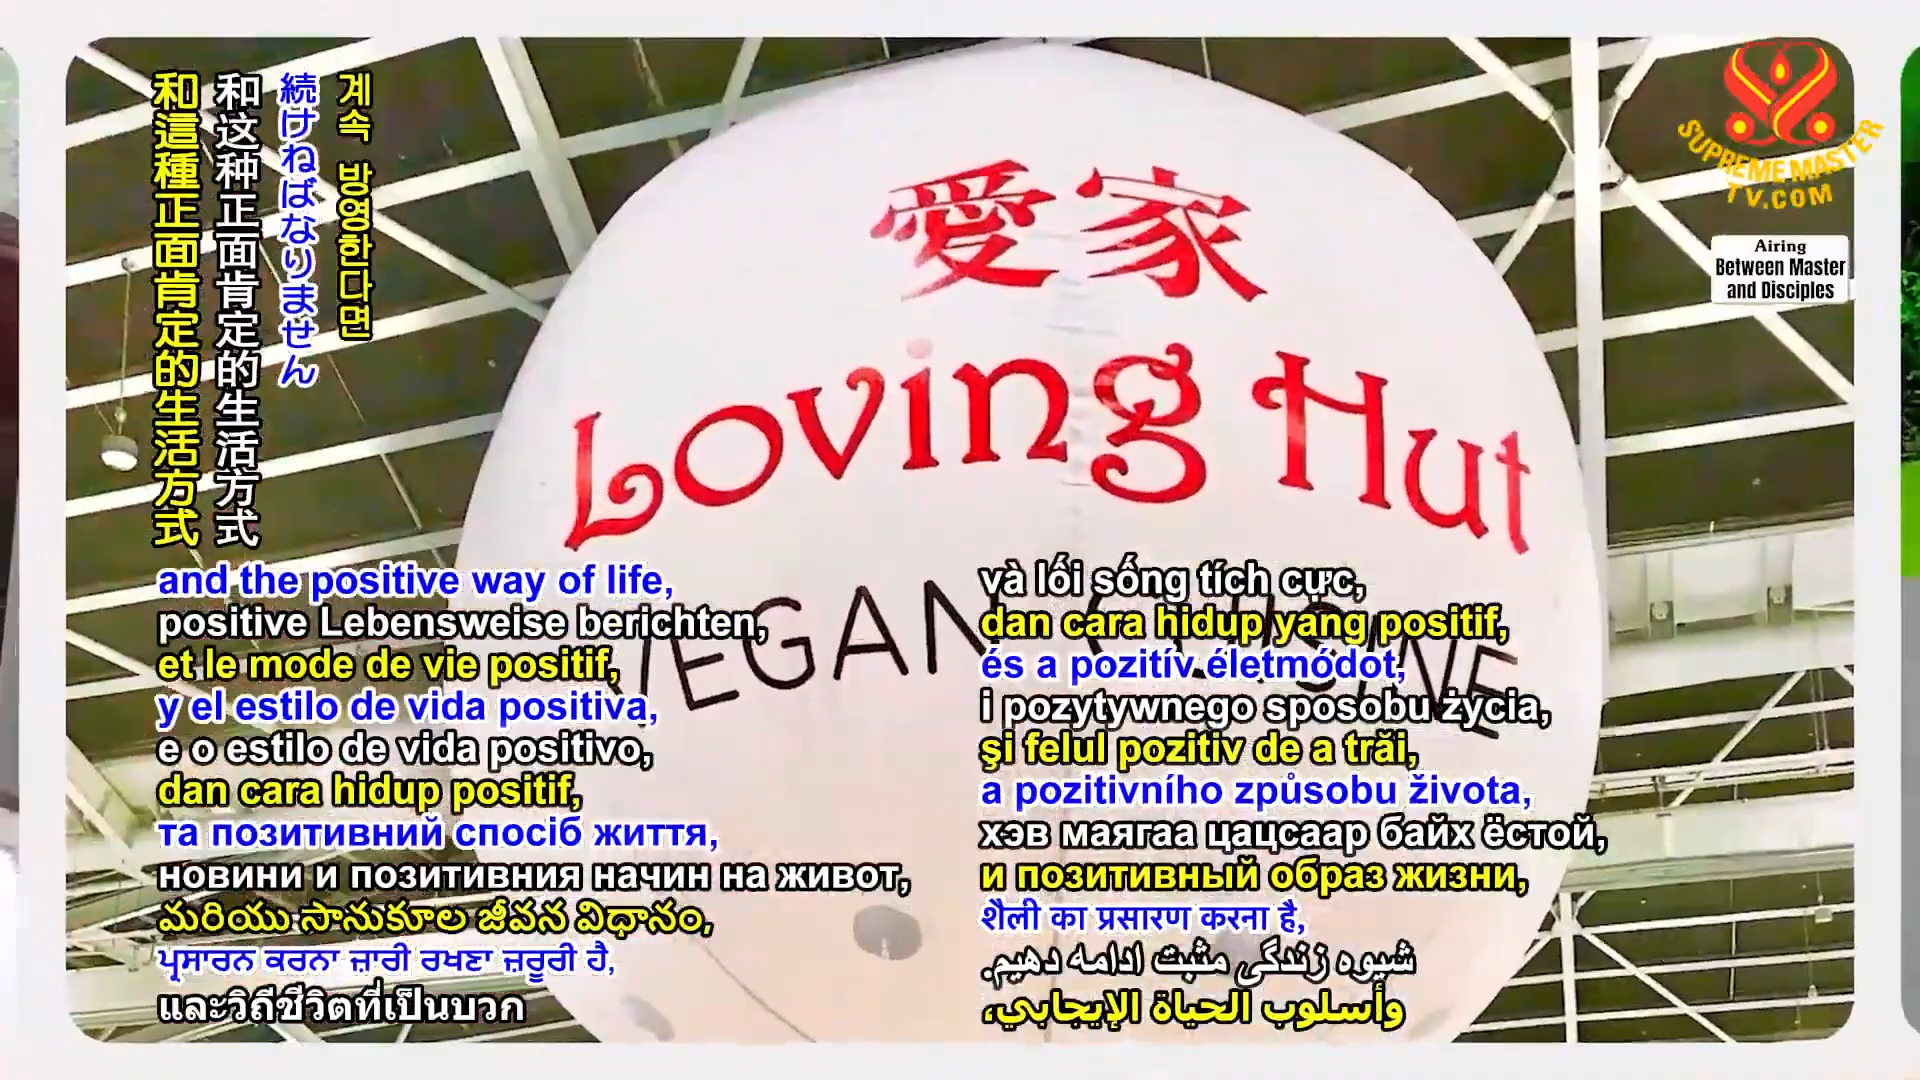 和這種正面肯定的生活方式
和这种正面肯定的生活方式
続けねばなりません
계속 방영한다면
愛家
Loving Hut
VEGAN CUISINE
SUPREME MASTER
TV.COM
Airing
Between Master
and Disciples
and the positive way of life,
positive Lebensweise berichten,
et le mode de vie positif,
y el estilo de vida positiva,
e o estilo de vida positivo,
dan cara hidup positif,
та позитивний спосіб життя,
новини и позитивния начин на живот,
మరియు సానుకూల జీవన విధానం,
ਪ੍ਰਸਾਰਨ ਕਰਨਾ ਜ਼ਾਰੀ ਰਖਣਾ ਜ਼ਰੂਰੀ ਹੈ,
และวิถีชีวิตที่เป็นบวก
và lối sống tích cực,
dan cara hidup yang positif,
és a pozitív életmódot,
i pozytywnego sposobu życia,
şi felul pozitiv de a trăi,
a pozitivního způsobu života,
хэв маягаа цацсаар байх ёстой,
и позитивный образ жизни,
शैली का प्रसारण करना है,
شیوه زندگی مثبت ادامه دهیم.
وأسلوب الحياة الإيجابي،